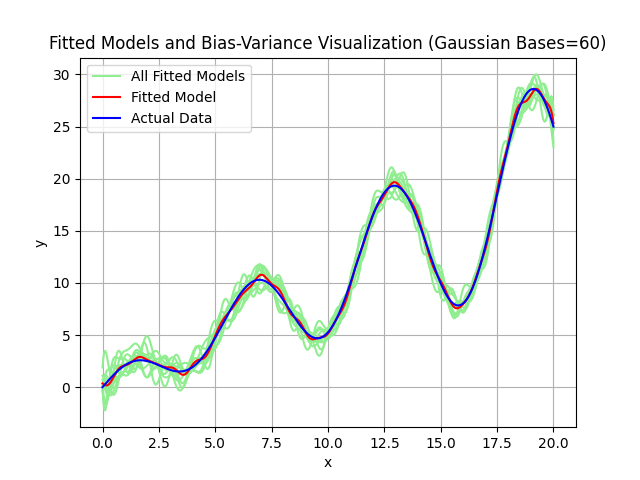 Fitted Models and Bias-Variance Visualization (Gaussian Bases=60)
All Fitted Models
Fitted Model
Actual Data
30
25
20
15
10
5
0
y
0.0 2.5 5.0 7.5 10.0 12.5 15.0 17.5 20.0
x